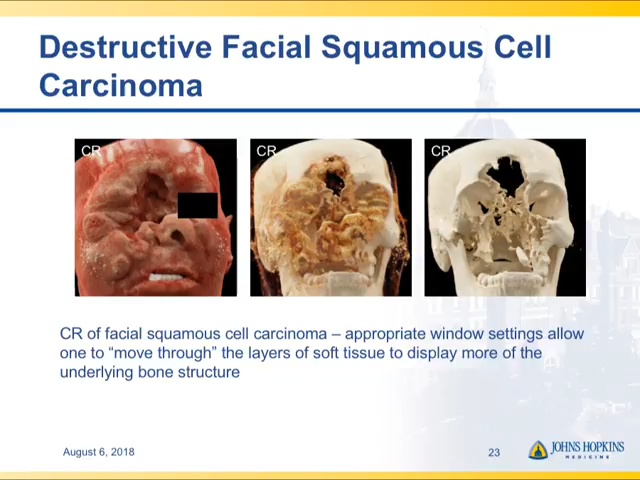 Destructive Facial Squamous Cell
Carcinoma
CR
CR
CR
CR of facial squamous cell carcinoma – appropriate window settings allow
one to “move through” the layers of soft tissue to display more of the
underlying bone structure
August 6, 2018
23
JOHNS HOPKINS
MEDICINE